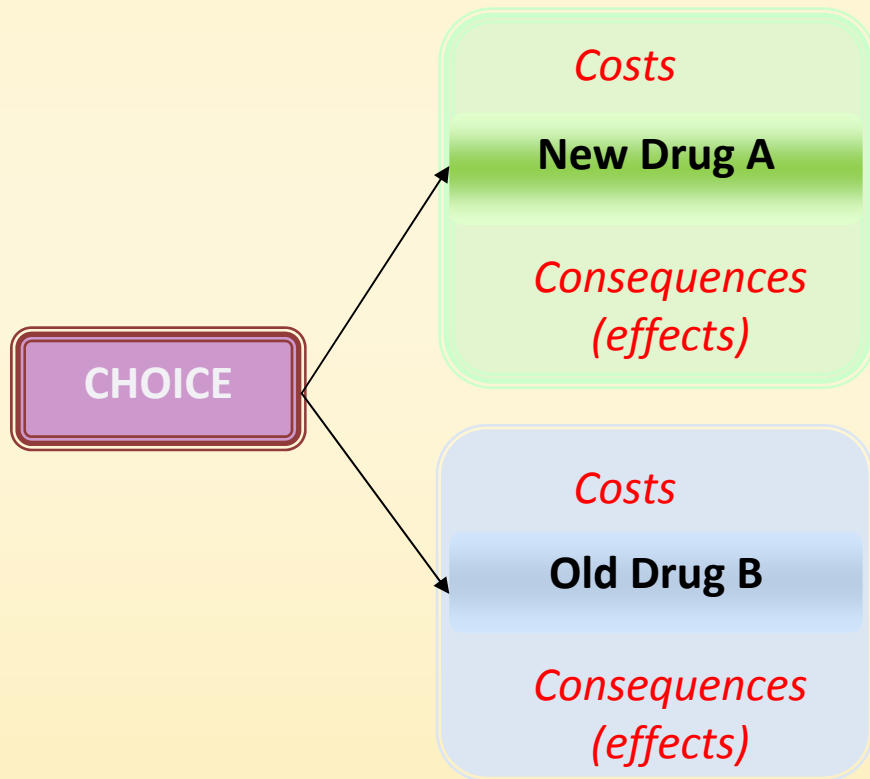 Costs
New Drug A
Consequences
(effects)
CHOICE
Costs
Old Drug B
Consequences
(effects)